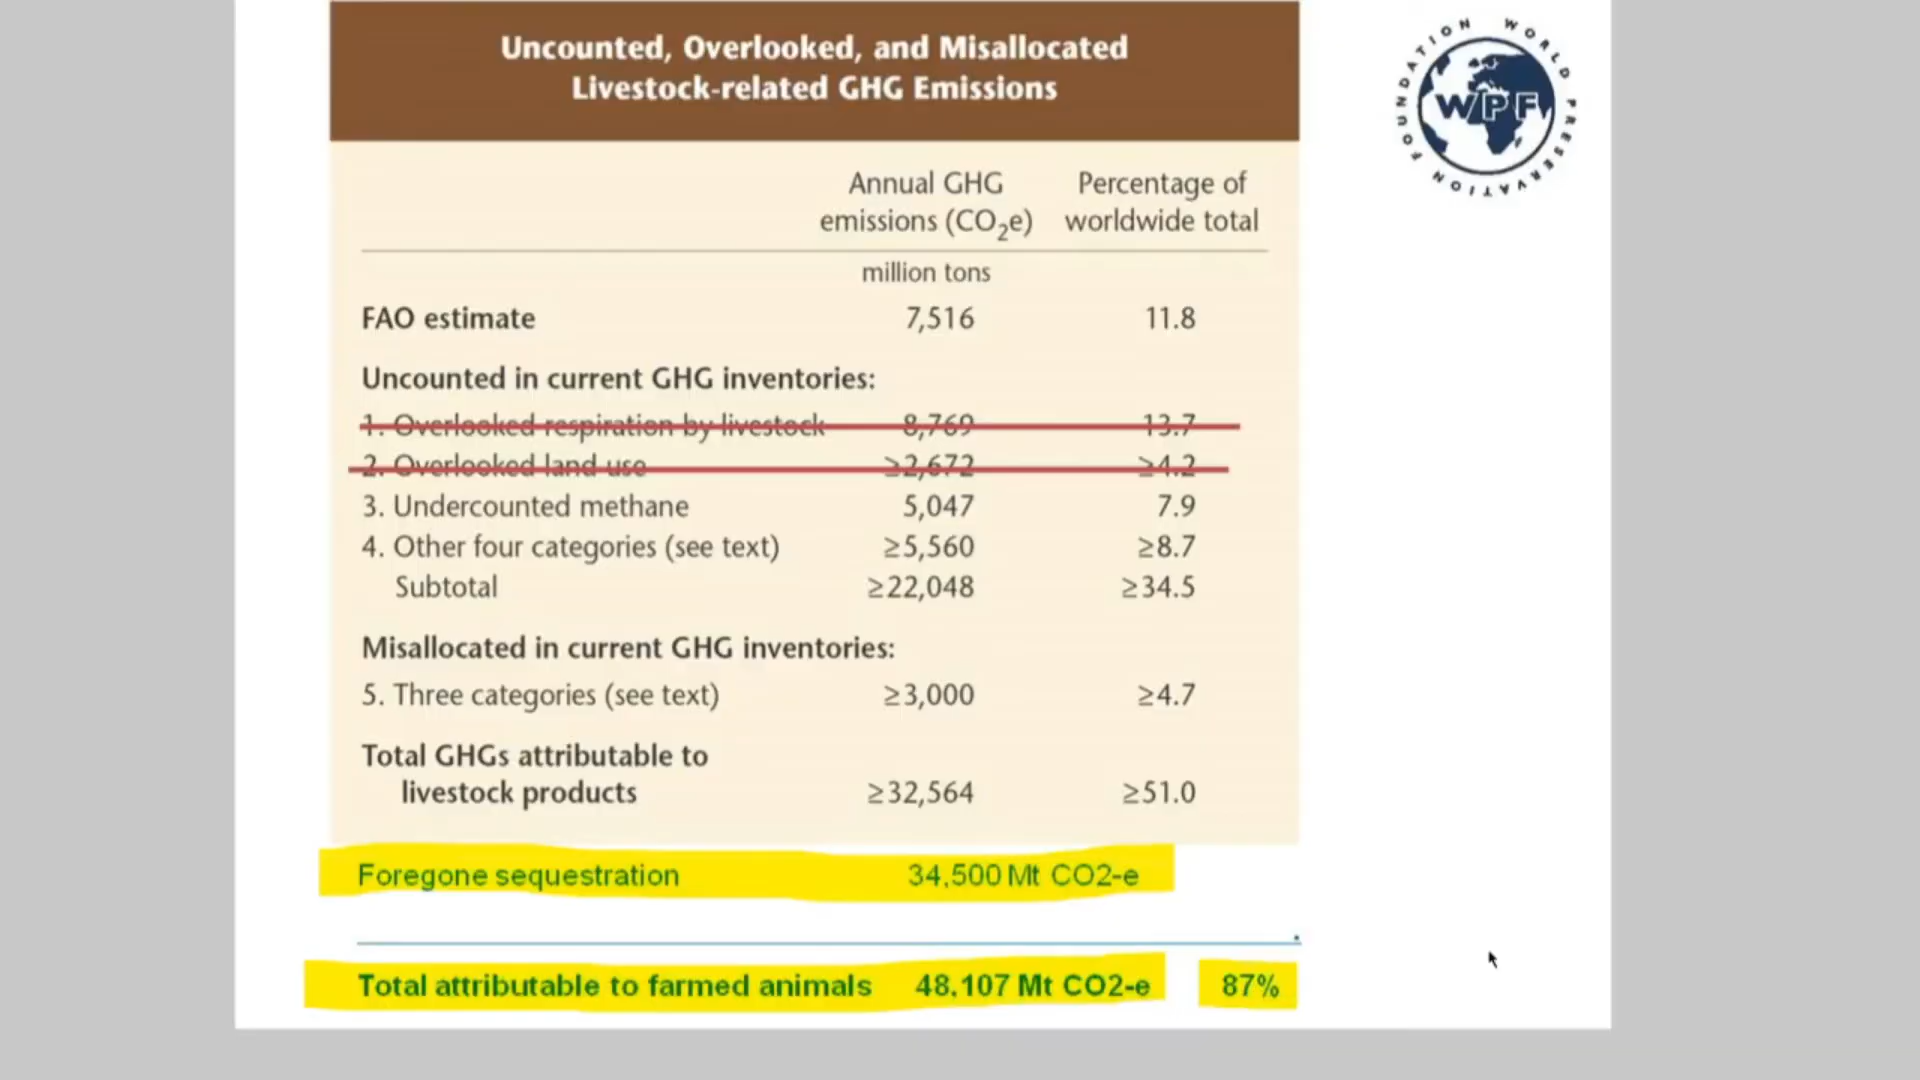 Uncounted, Overlooked, and Misallocated
Livestock-related GHG Emissions
WORLD PRESERVATION FOUNDATION
WPF
Annual GHG emissions (CO₂e)
Percentage of worldwide total
million tons
FAO estimate 7,516 11.8
Uncounted in current GHG inventories:
1. Overlooked respiration by livestock 8,769 13.7
2. Overlooked land use ≥2,672 ≥4.2
3. Undercounted methane 5,047 7.9
4. Other four categories (see text) ≥5,560 ≥8.7
Subtotal ≥22,048 ≥34.5
Misallocated in current GHG inventories:
5. Three categories (see text) ≥3,000 ≥4.7
Total GHGs attributable to
livestock products ≥32,564 ≥51.0
Foregone sequestration 34,500 Mt CO2-e
Total attributable to farmed animals 48,107 Mt CO2-e 87%